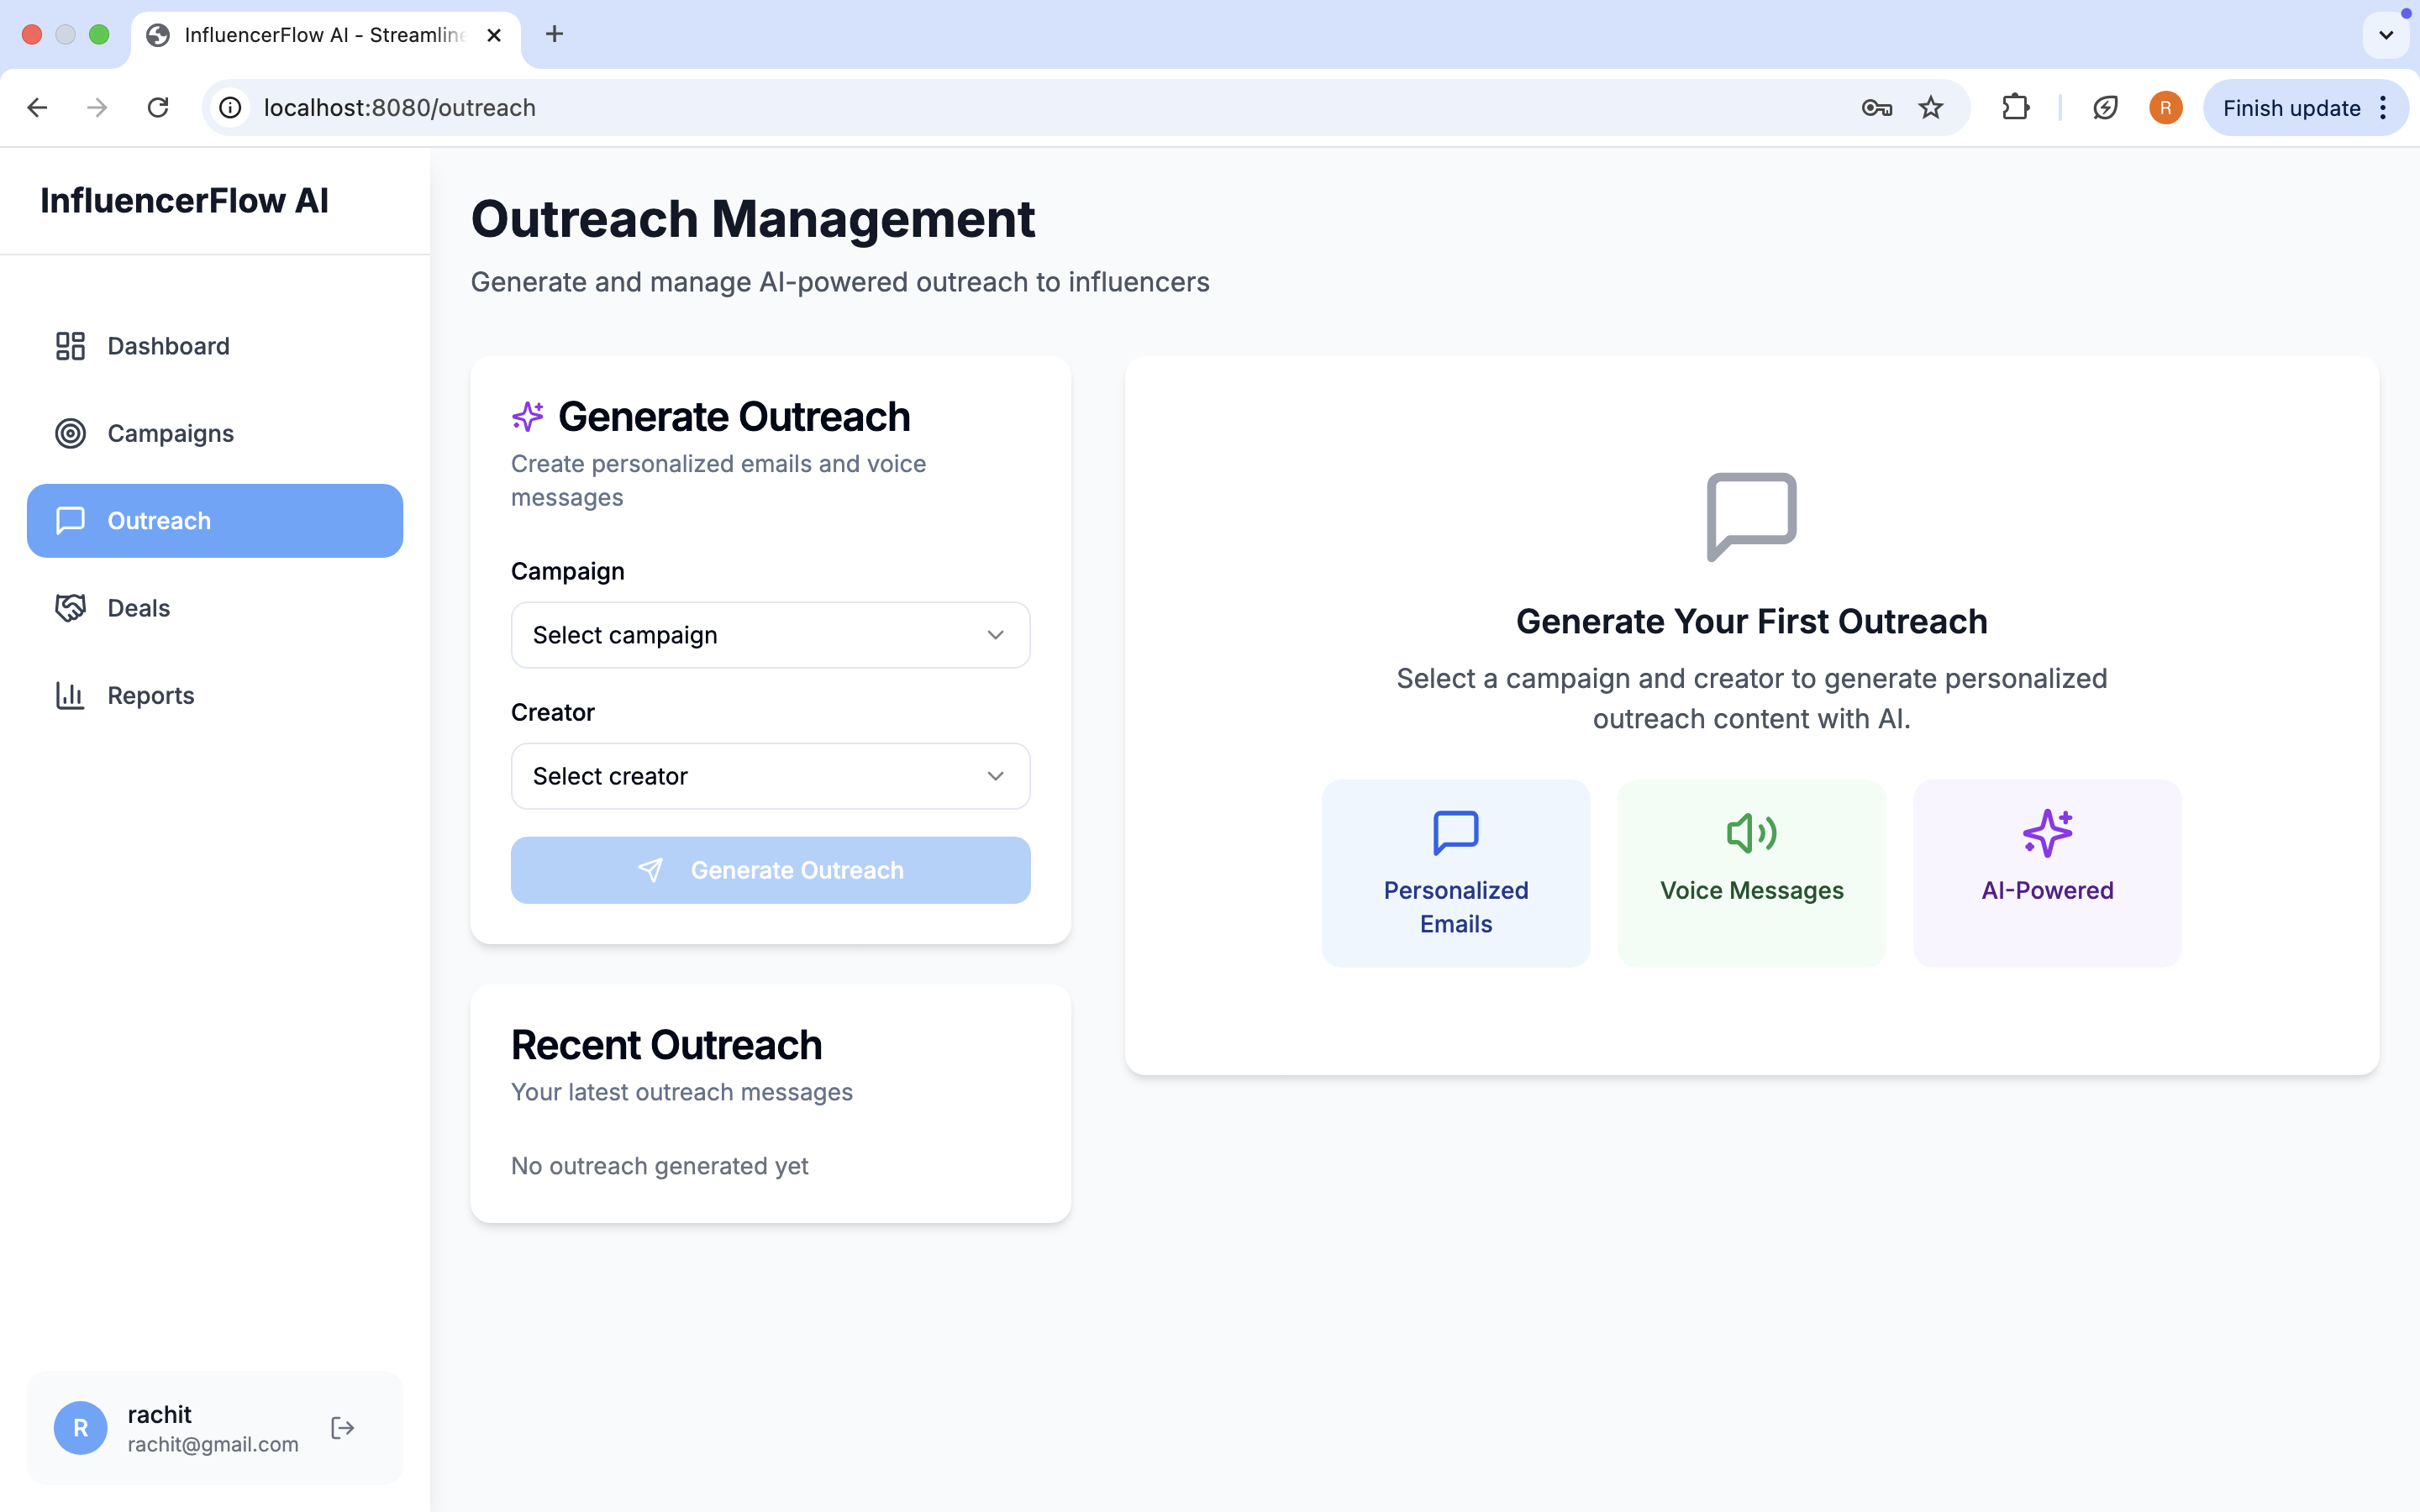 InfluencerFlow AI - Streamline
localhost:8080/outreach
R
Finish update
InfluencerFlow AI
Dashboard
Campaigns
Outreach
Deals
Reports
R
rachit
rachit@gmail.com
Outreach Management
Generate and manage AI-powered outreach to influencers
Generate Outreach
Create personalized emails and voice
messages
Campaign
Select campaign
Creator
Select creator
Generate Outreach
Recent Outreach
Your latest outreach messages
No outreach generated yet
Generate Your First Outreach
Select a campaign and creator to generate personalized
outreach content with AI.
Personalized
Emails
Voice Messages
AI-Powered